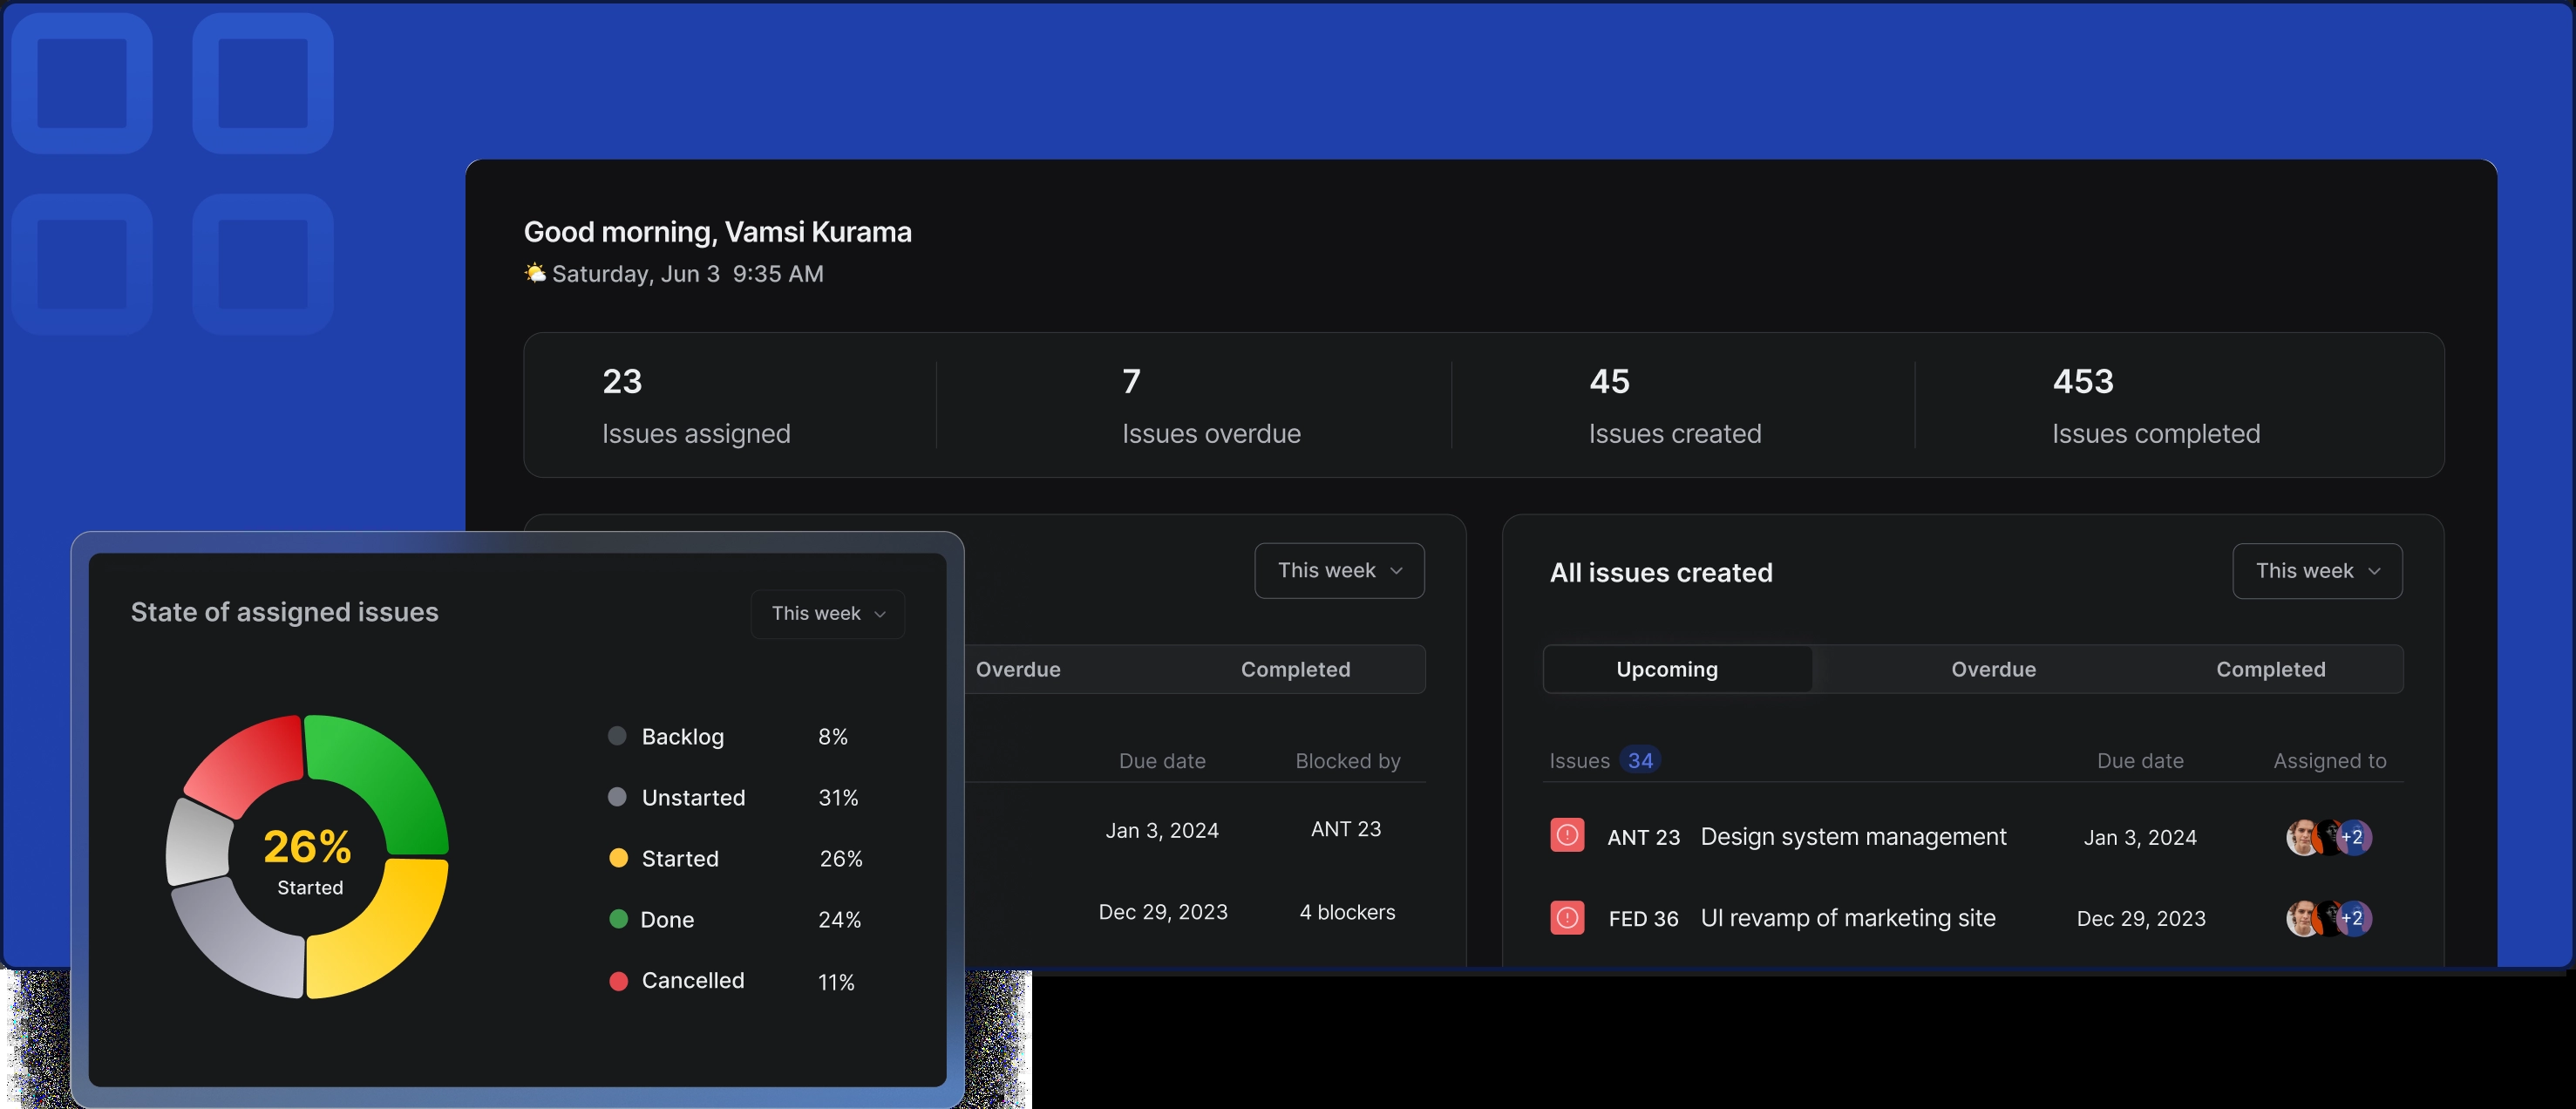 Good morning, Vamsi Kurama
🌤️ Saturday, Jun 3 9:35 AM
23
Issues assigned
7
Issues overdue
45
Issues created
453
Issues completed
State of assigned issues
This week
26%
Started
Backlog 8%
Unstarted 31%
Started 26%
Done 24%
Cancelled 11%
This week
Overdue Completed
Due date Blocked by
Jan 3, 2024 ANT 23
Dec 29, 2023 4 blockers
All issues created
This week
Upcoming Overdue Completed
Issues 34 Due date Assigned to
ANT 23 Design system management Jan 3, 2024 +2
FED 36 UI revamp of marketing site Dec 29, 2023 +2